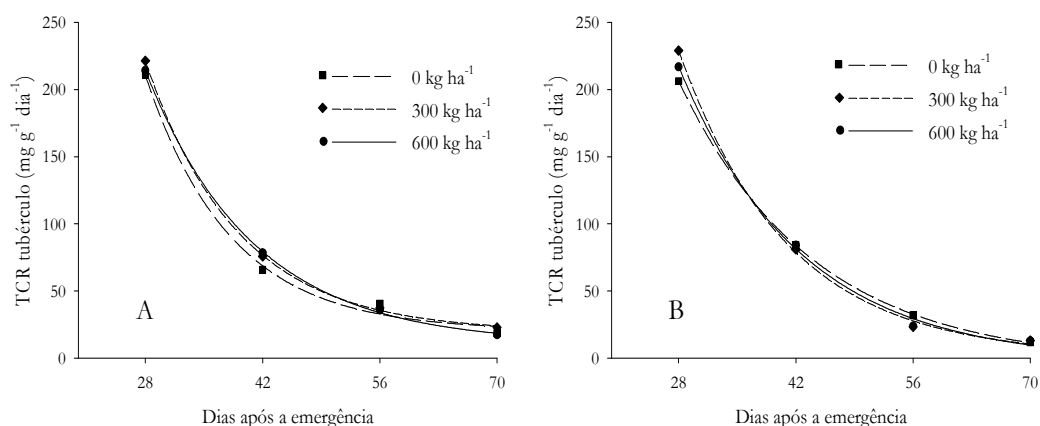 250
200
150
100
50
0
TCR tubérculo (mg g⁻¹ dia⁻¹)
0 kg ha⁻¹
300 kg ha⁻¹
600 kg ha⁻¹
A
28 42 56 70
Dias após a emergência
250
200
150
100
50
0
TCR tubérculo (mg g⁻¹ dia⁻¹)
0 kg ha⁻¹
300 kg ha⁻¹
600 kg ha⁻¹
B
28 42 56 70
Dias após a emergência